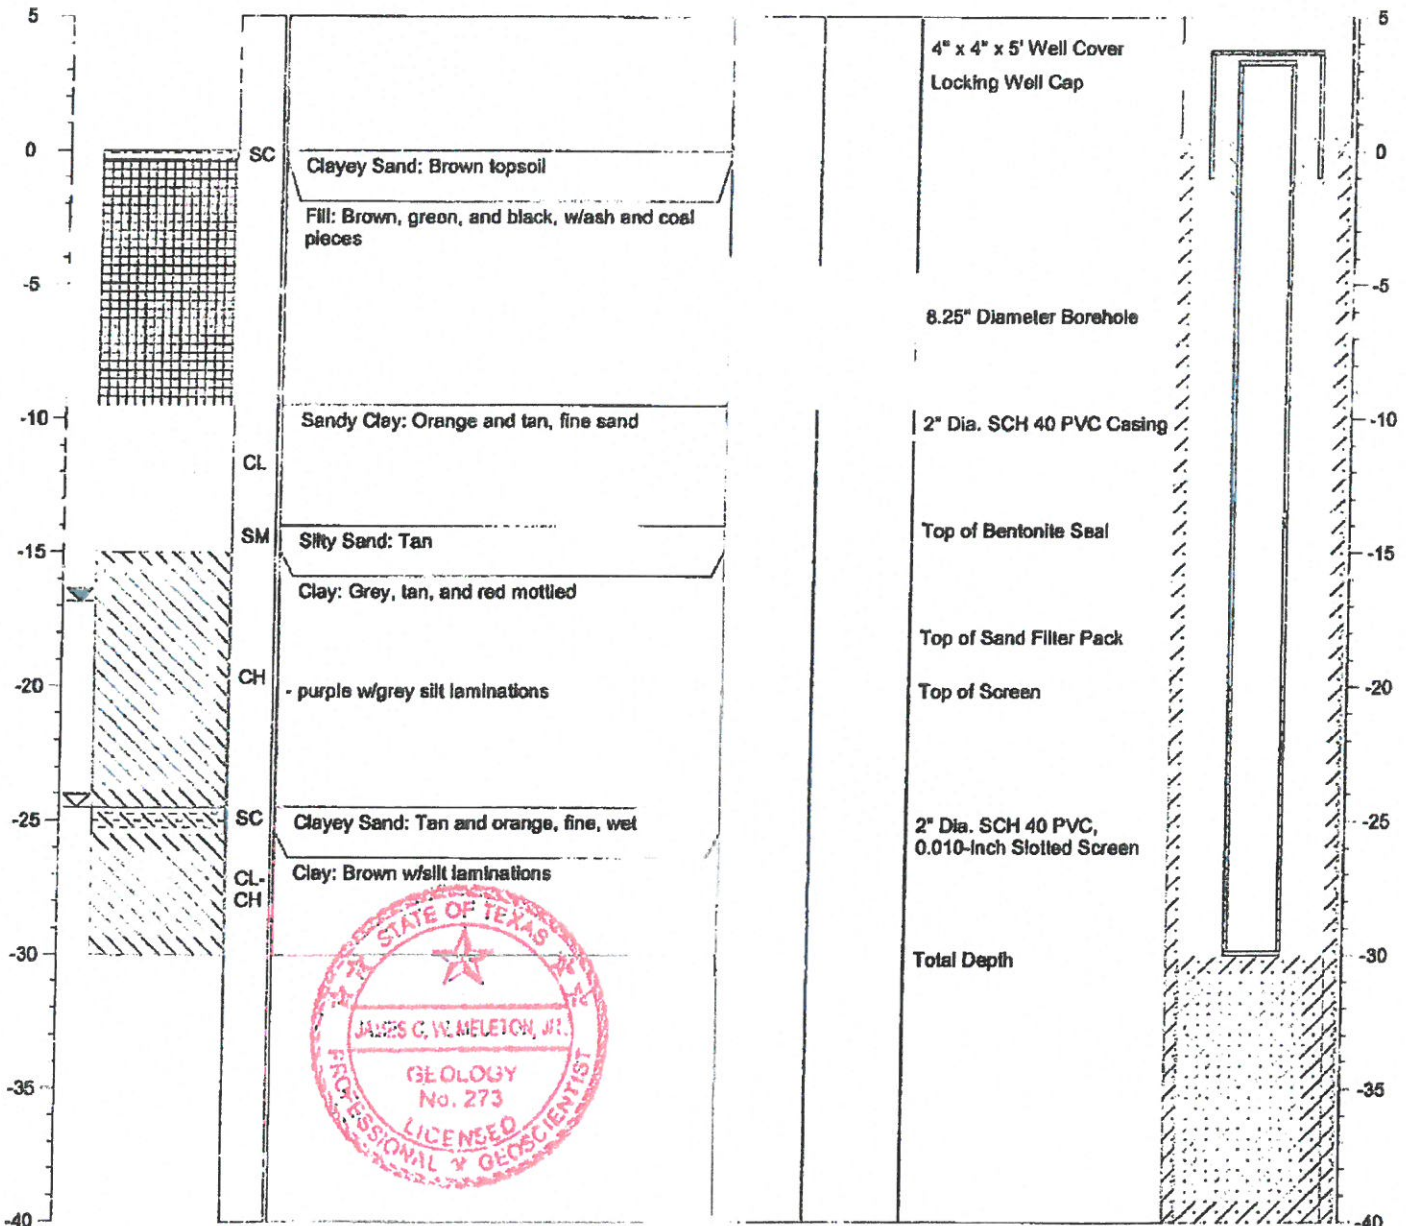 5
0
-5
-10
-15
-20
-25
-30
-35
-40
SC
CL
SM
CH
SC
CL-
CH
Clayey Sand: Brown topsoil
Fill: Brown, green, and black, w/ash and coal
pieces
Sandy Clay: Orange and tan, fine sand
Silty Sand: Tan
Clay: Grey, tan, and red mottled
- purple w/grey silt laminations
Clayey Sand: Tan and orange, fine, wet
Clay: Brown w/silt laminations
STATE OF TEXAS
JAMES C. W. MELETON, JR.
GEOLOGY
No. 273
LICENSED
PROFESSIONAL GEOSCIENTIST
4" x 4" x 5' Well Cover
Locking Well Cap
8.25" Diameter Borehole
2" Dia. SCH 40 PVC Casing
Top of Bentonite Seal
Top of Sand Filter Pack
Top of Screen
2" Dia. SCH 40 PVC,
0.010-Inch Slotted Screen
Total Depth
5
0
-5
-10
-15
-20
-25
-30
-35
-40